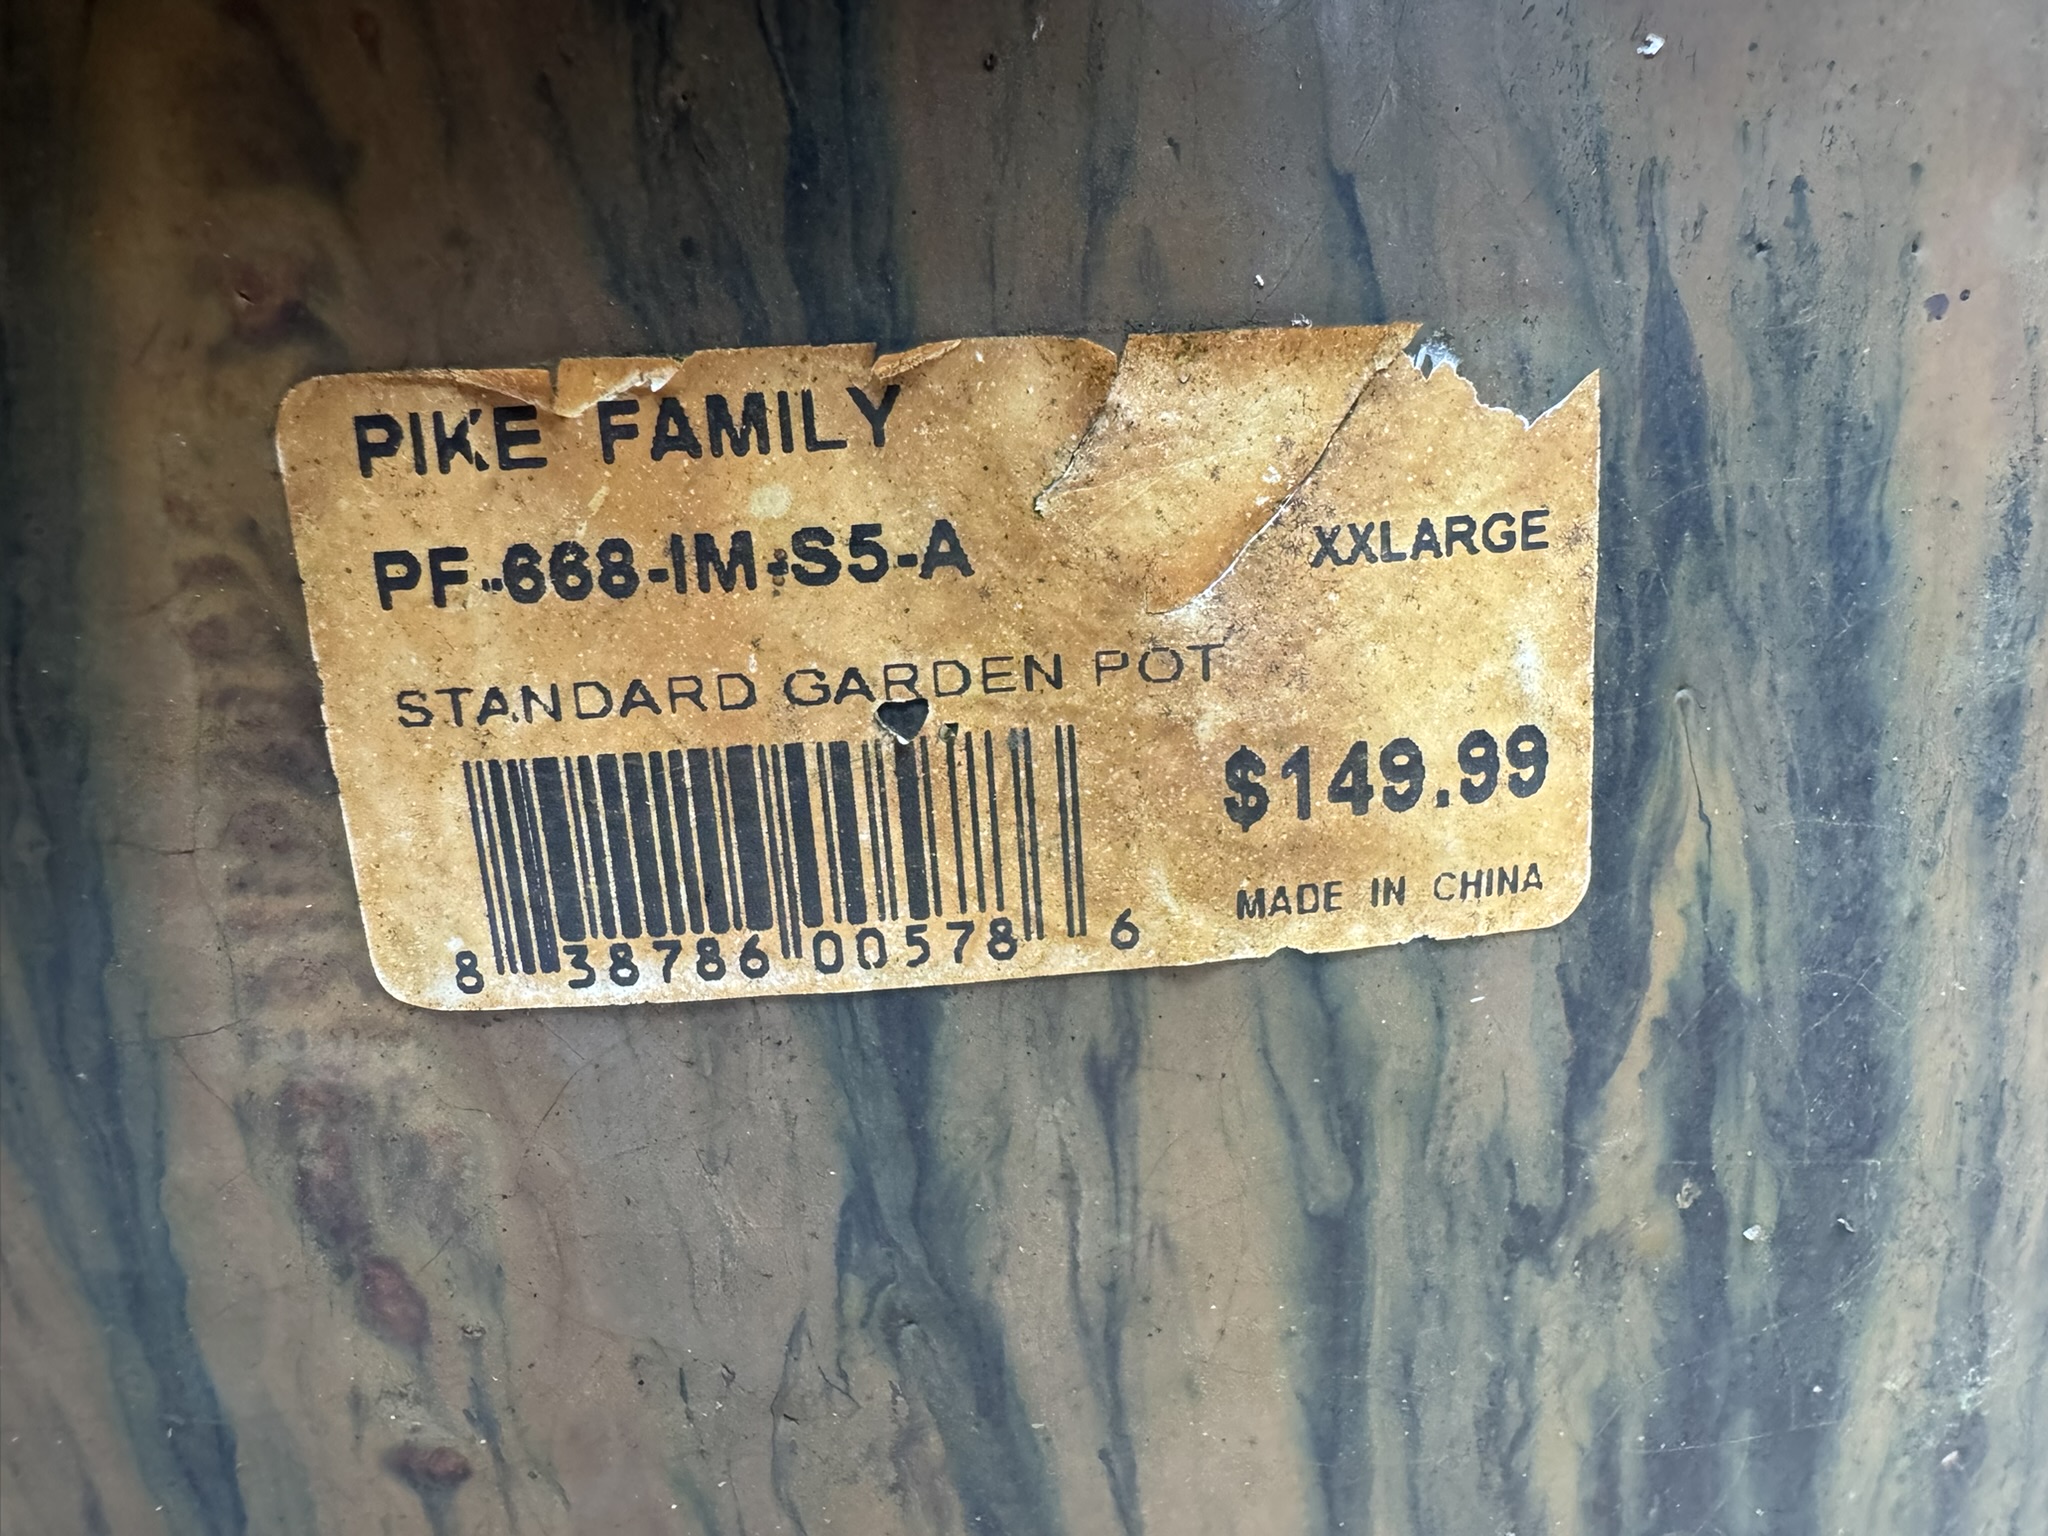 PIKE FAMILY
PF-668-IM-S5-A
XXLARGE
STANDARD GARDEN POT
$149.99
MADE IN CHINA
8 38786 00578 6